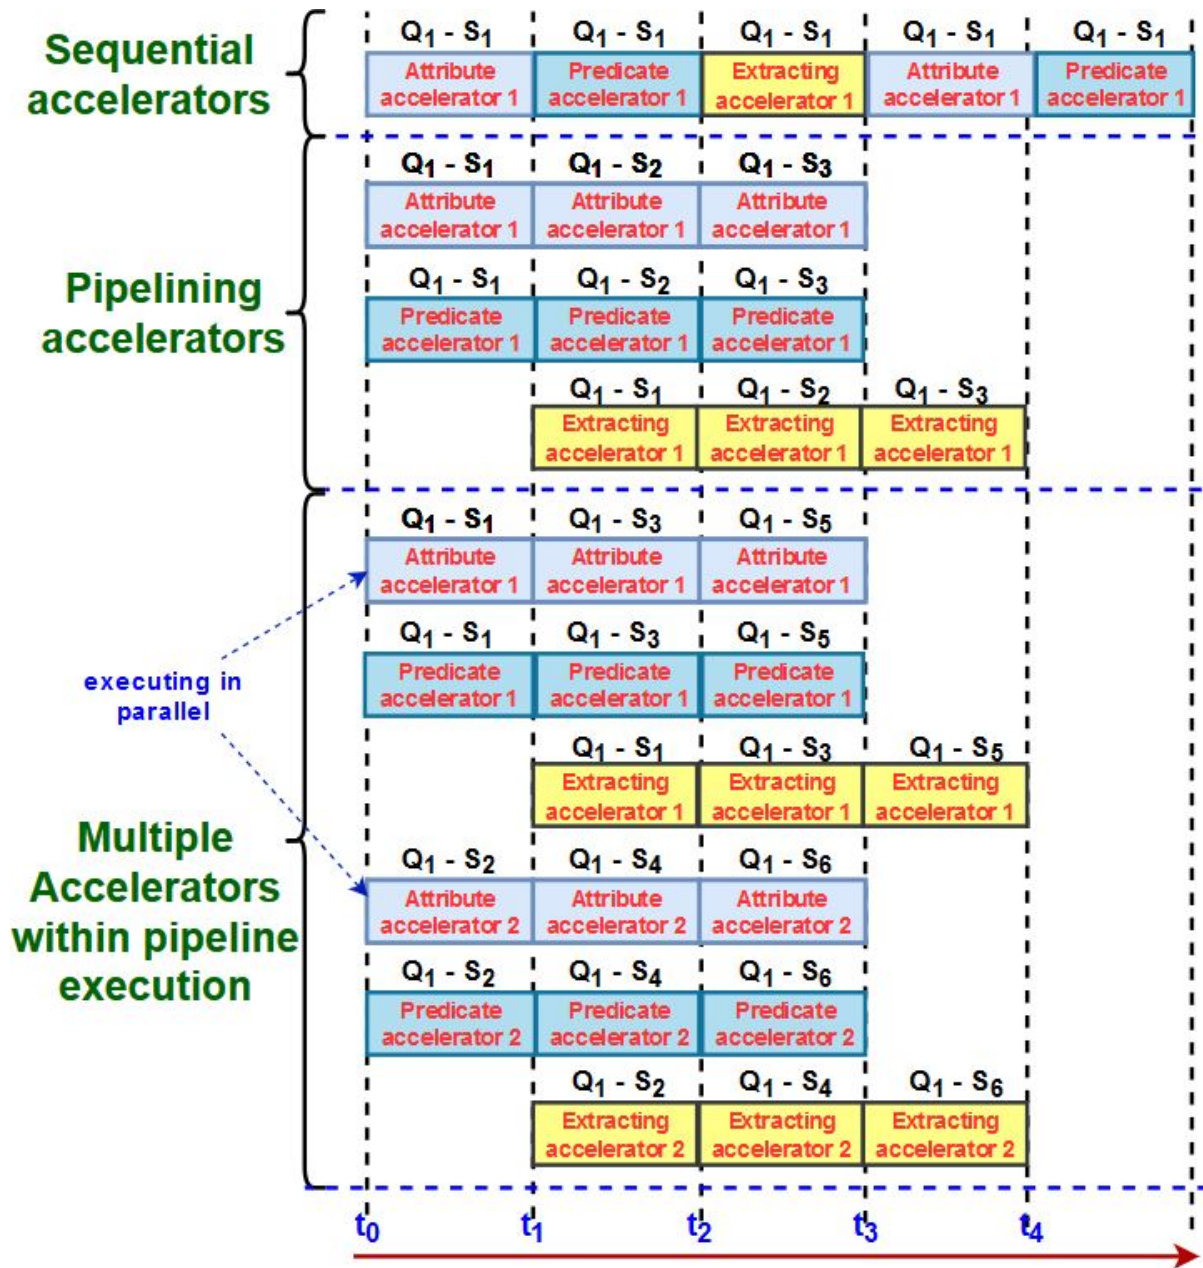 Sequential
accelerators
Q1 - S1 Q1 - S1 Q1 - S1 Q1 - S1 Q1 - S1
Attribute accelerator 1
Predicate accelerator 1
Extracting accelerator 1
Attribute accelerator 1
Predicate accelerator 1
Pipelining
accelerators
Q1 - S1 Q1 - S2 Q1 - S3
Attribute accelerator 1
Attribute accelerator 1
Attribute accelerator 1
Q1 - S1 Q1 - S2 Q1 - S3
Predicate accelerator 1
Predicate accelerator 1
Predicate accelerator 1
Q1 - S1 Q1 - S2 Q1 - S3
Extracting accelerator 1
Extracting accelerator 1
Extracting accelerator 1
Multiple
Accelerators
within pipeline
execution
executing in
parallel
Q1 - S1 Q1 - S3 Q1 - S5
Attribute accelerator 1
Attribute accelerator 1
Attribute accelerator 1
Q1 - S1 Q1 - S3 Q1 - S5
Predicate accelerator 1
Predicate accelerator 1
Predicate accelerator 1
Q1 - S1 Q1 - S3 Q1 - S5
Extracting accelerator 1
Extracting accelerator 1
Extracting accelerator 1
Q1 - S2 Q1 - S4 Q1 - S6
Attribute accelerator 2
Attribute accelerator 2
Attribute accelerator 2
Q1 - S2 Q1 - S4 Q1 - S6
Predicate accelerator 2
Predicate accelerator 2
Predicate accelerator 2
Q1 - S2 Q1 - S4 Q1 - S6
Extracting accelerator 2
Extracting accelerator 2
Extracting accelerator 2
t0 t1 t2 t3 t4